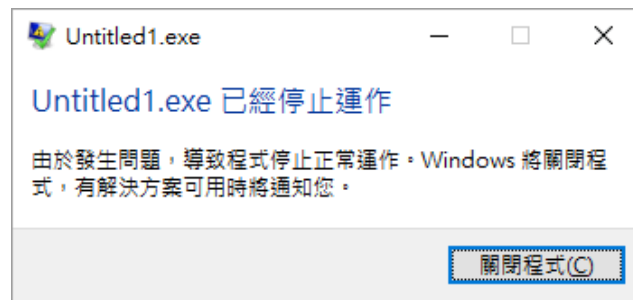 Untitled1.exe
Untitled1.exe 已經停止運作
由於發生問題，導致程式停止正常運作。Windows 將關閉程
式，有解決方案可用時將通知您。
關閉程式(C)